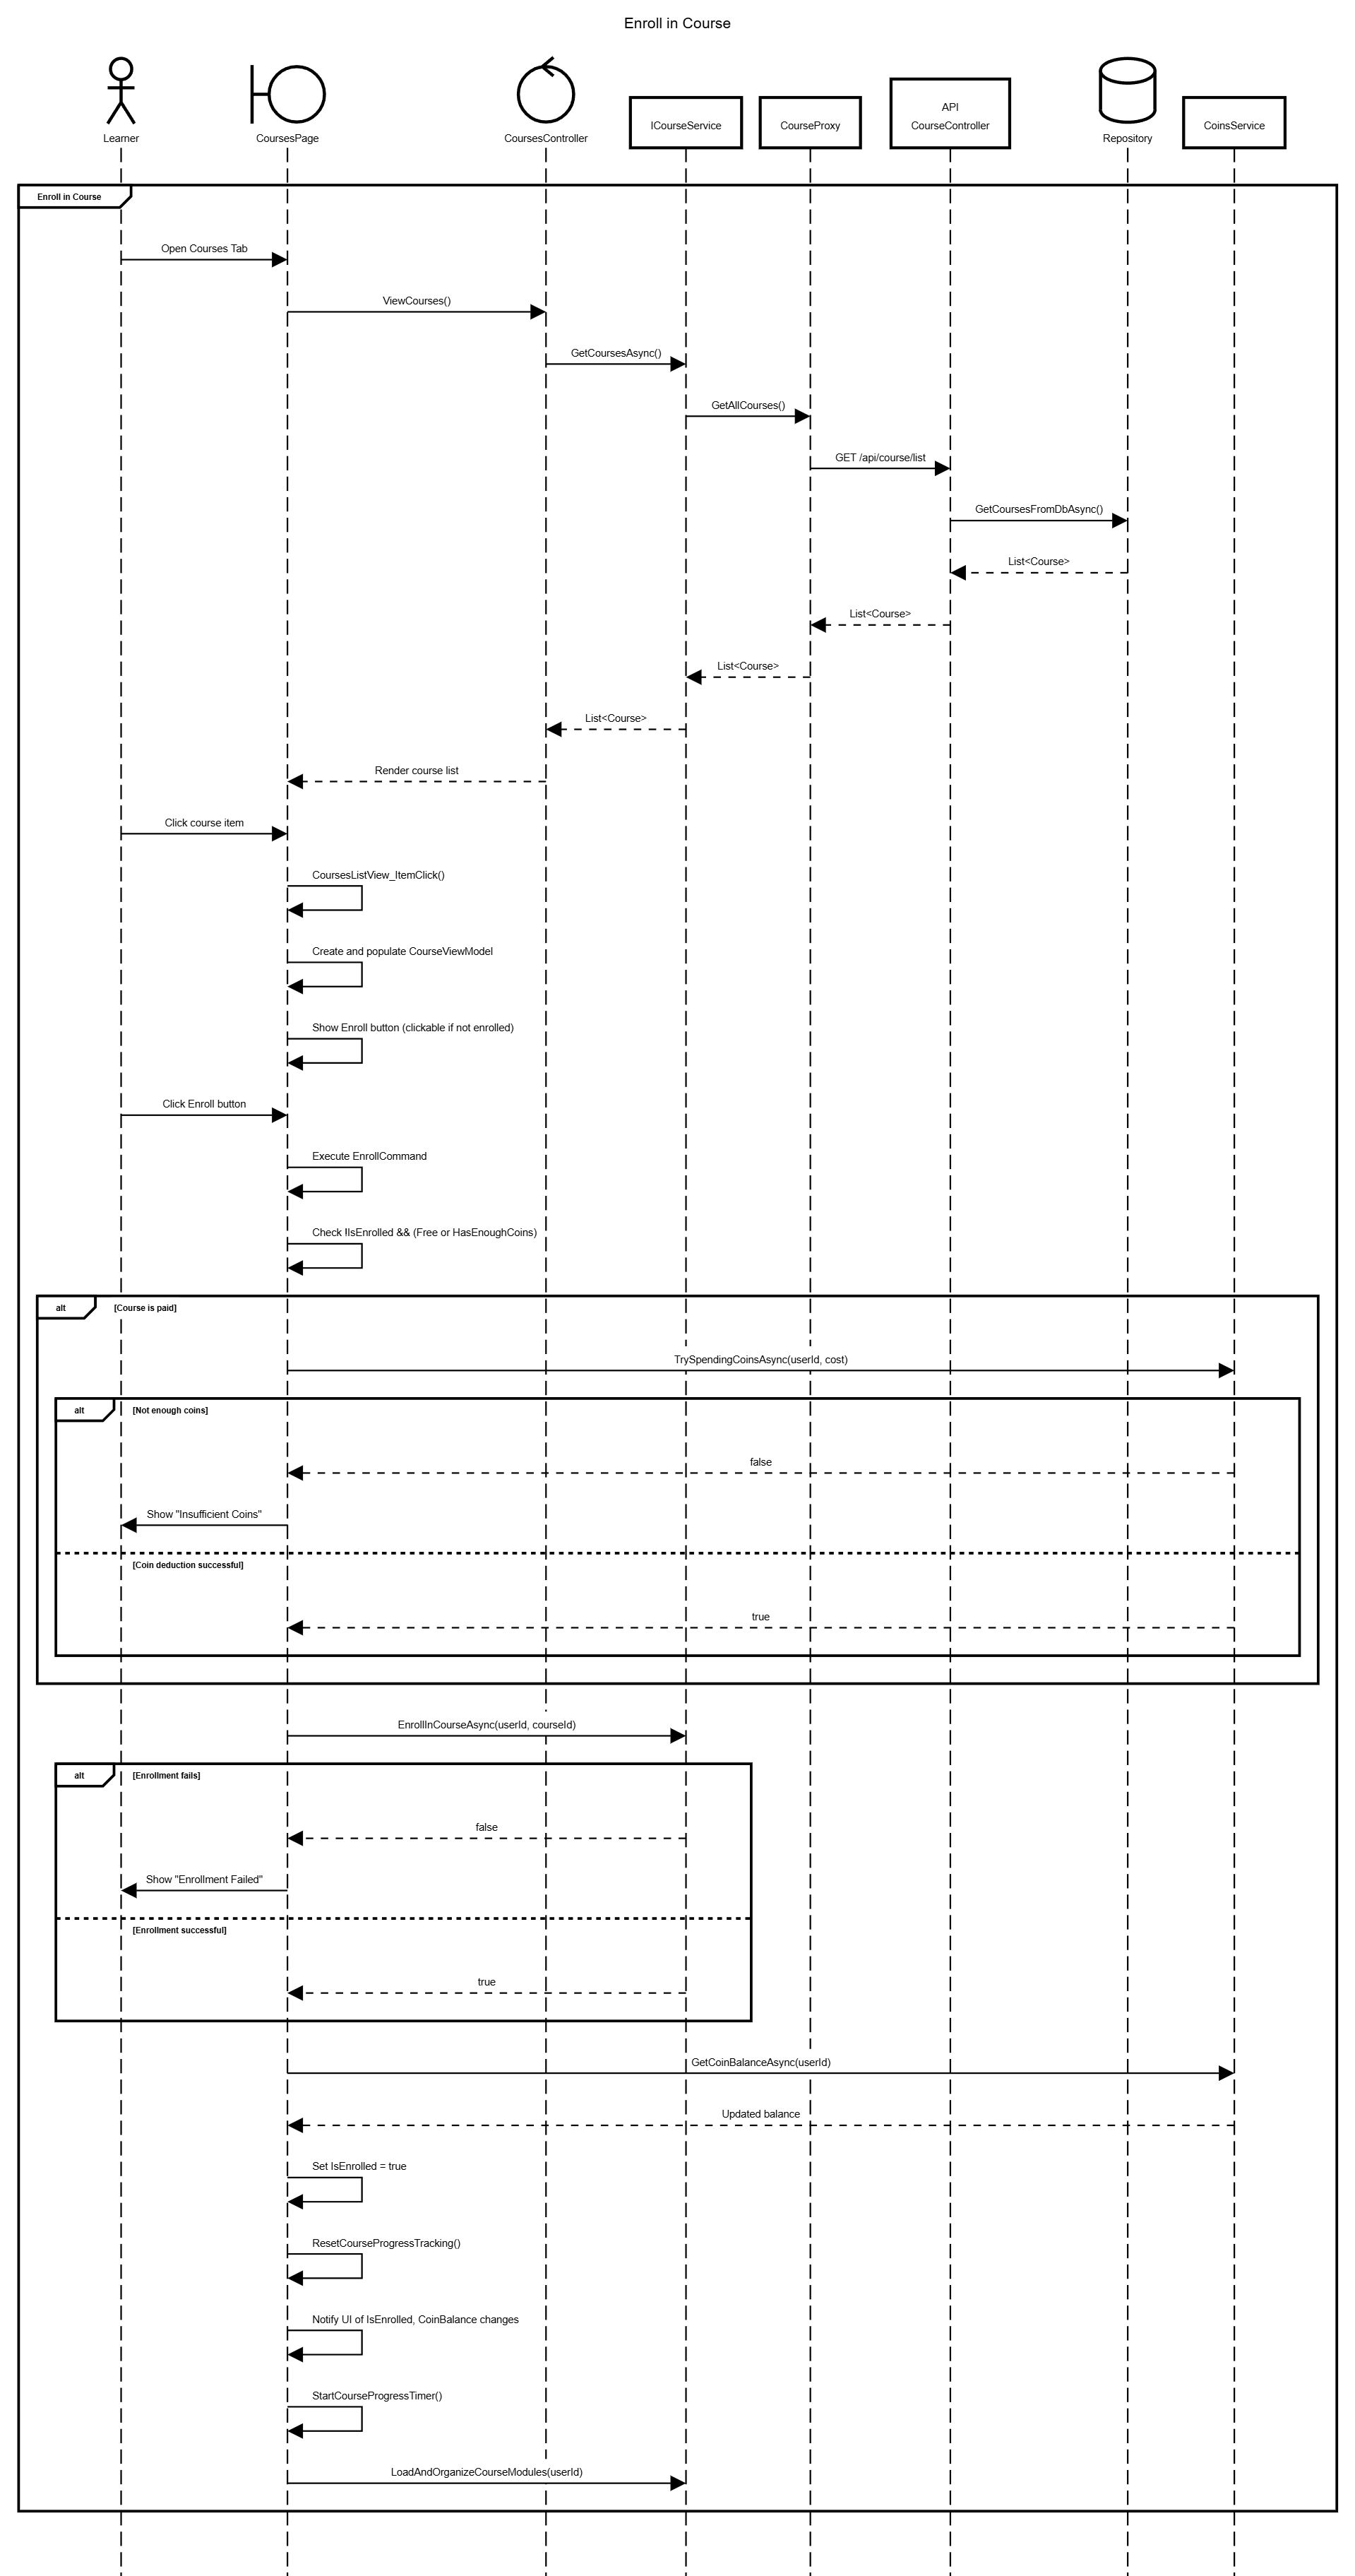 Enroll in Course
Learner
CoursesPage
CoursesController
ICourseService
CourseProxy
API
CourseController
Repository
CoinsService
Enroll in Course
Open Courses Tab
ViewCourses()
GetCoursesAsync()
GetAllCourses()
GET /api/course/list
GetCoursesFromDbAsync()
List<Course>
List<Course>
List<Course>
List<Course>
Render course list
Click course item
CoursesListView_ItemClick()
Create and populate CourseViewModel
Show Enroll button (clickable if not enrolled)
Click Enroll button
Execute EnrollCommand
Check !IsEnrolled && (Free or HasEnoughCoins)
alt [Course is paid]
TrySpendingCoinsAsync(userId, cost)
alt [Not enough coins]
false
Show "Insufficient Coins"
[Coin deduction successful]
true
EnrollInCourseAsync(userId, courseId)
alt [Enrollment fails]
false
Show "Enrollment Failed"
[Enrollment successful]
true
GetCoinBalanceAsync(userId)
Updated balance
Set IsEnrolled = true
ResetCourseProgressTracking()
Notify UI of IsEnrolled, CoinBalance changes
StartCourseProgressTimer()
LoadAndOrganizeCourseModules(userId)